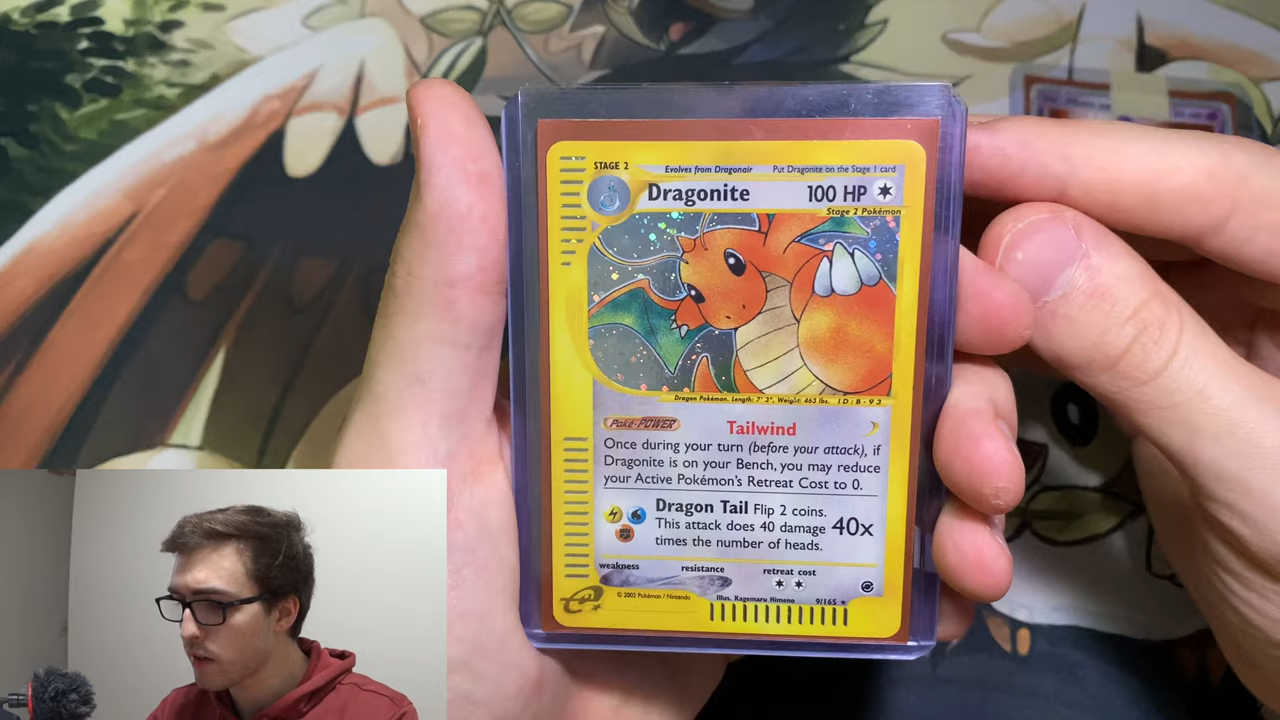 STAGE 2
Evolves from Dragonair Put Dragonite on the Stage 1 card
Dragonite 100 HP
Stage 2 Pokémon
Dragon Pokémon. Length: 7' 3", Weight: 463 lbs. ID: B-93
Poké-POWER Tailwind
Once during your turn (before your attack), if
Dragonite is on your Bench, you may reduce
your Active Pokémon's Retreat Cost to 0.
Dragon Tail Flip 2 coins.
This attack does 40 damage 40x
times the number of heads.
weakness resistance retreat cost
e © 2002 Pokémon / Nintendo Illus. Kagemaru Himeno 9/165 ★